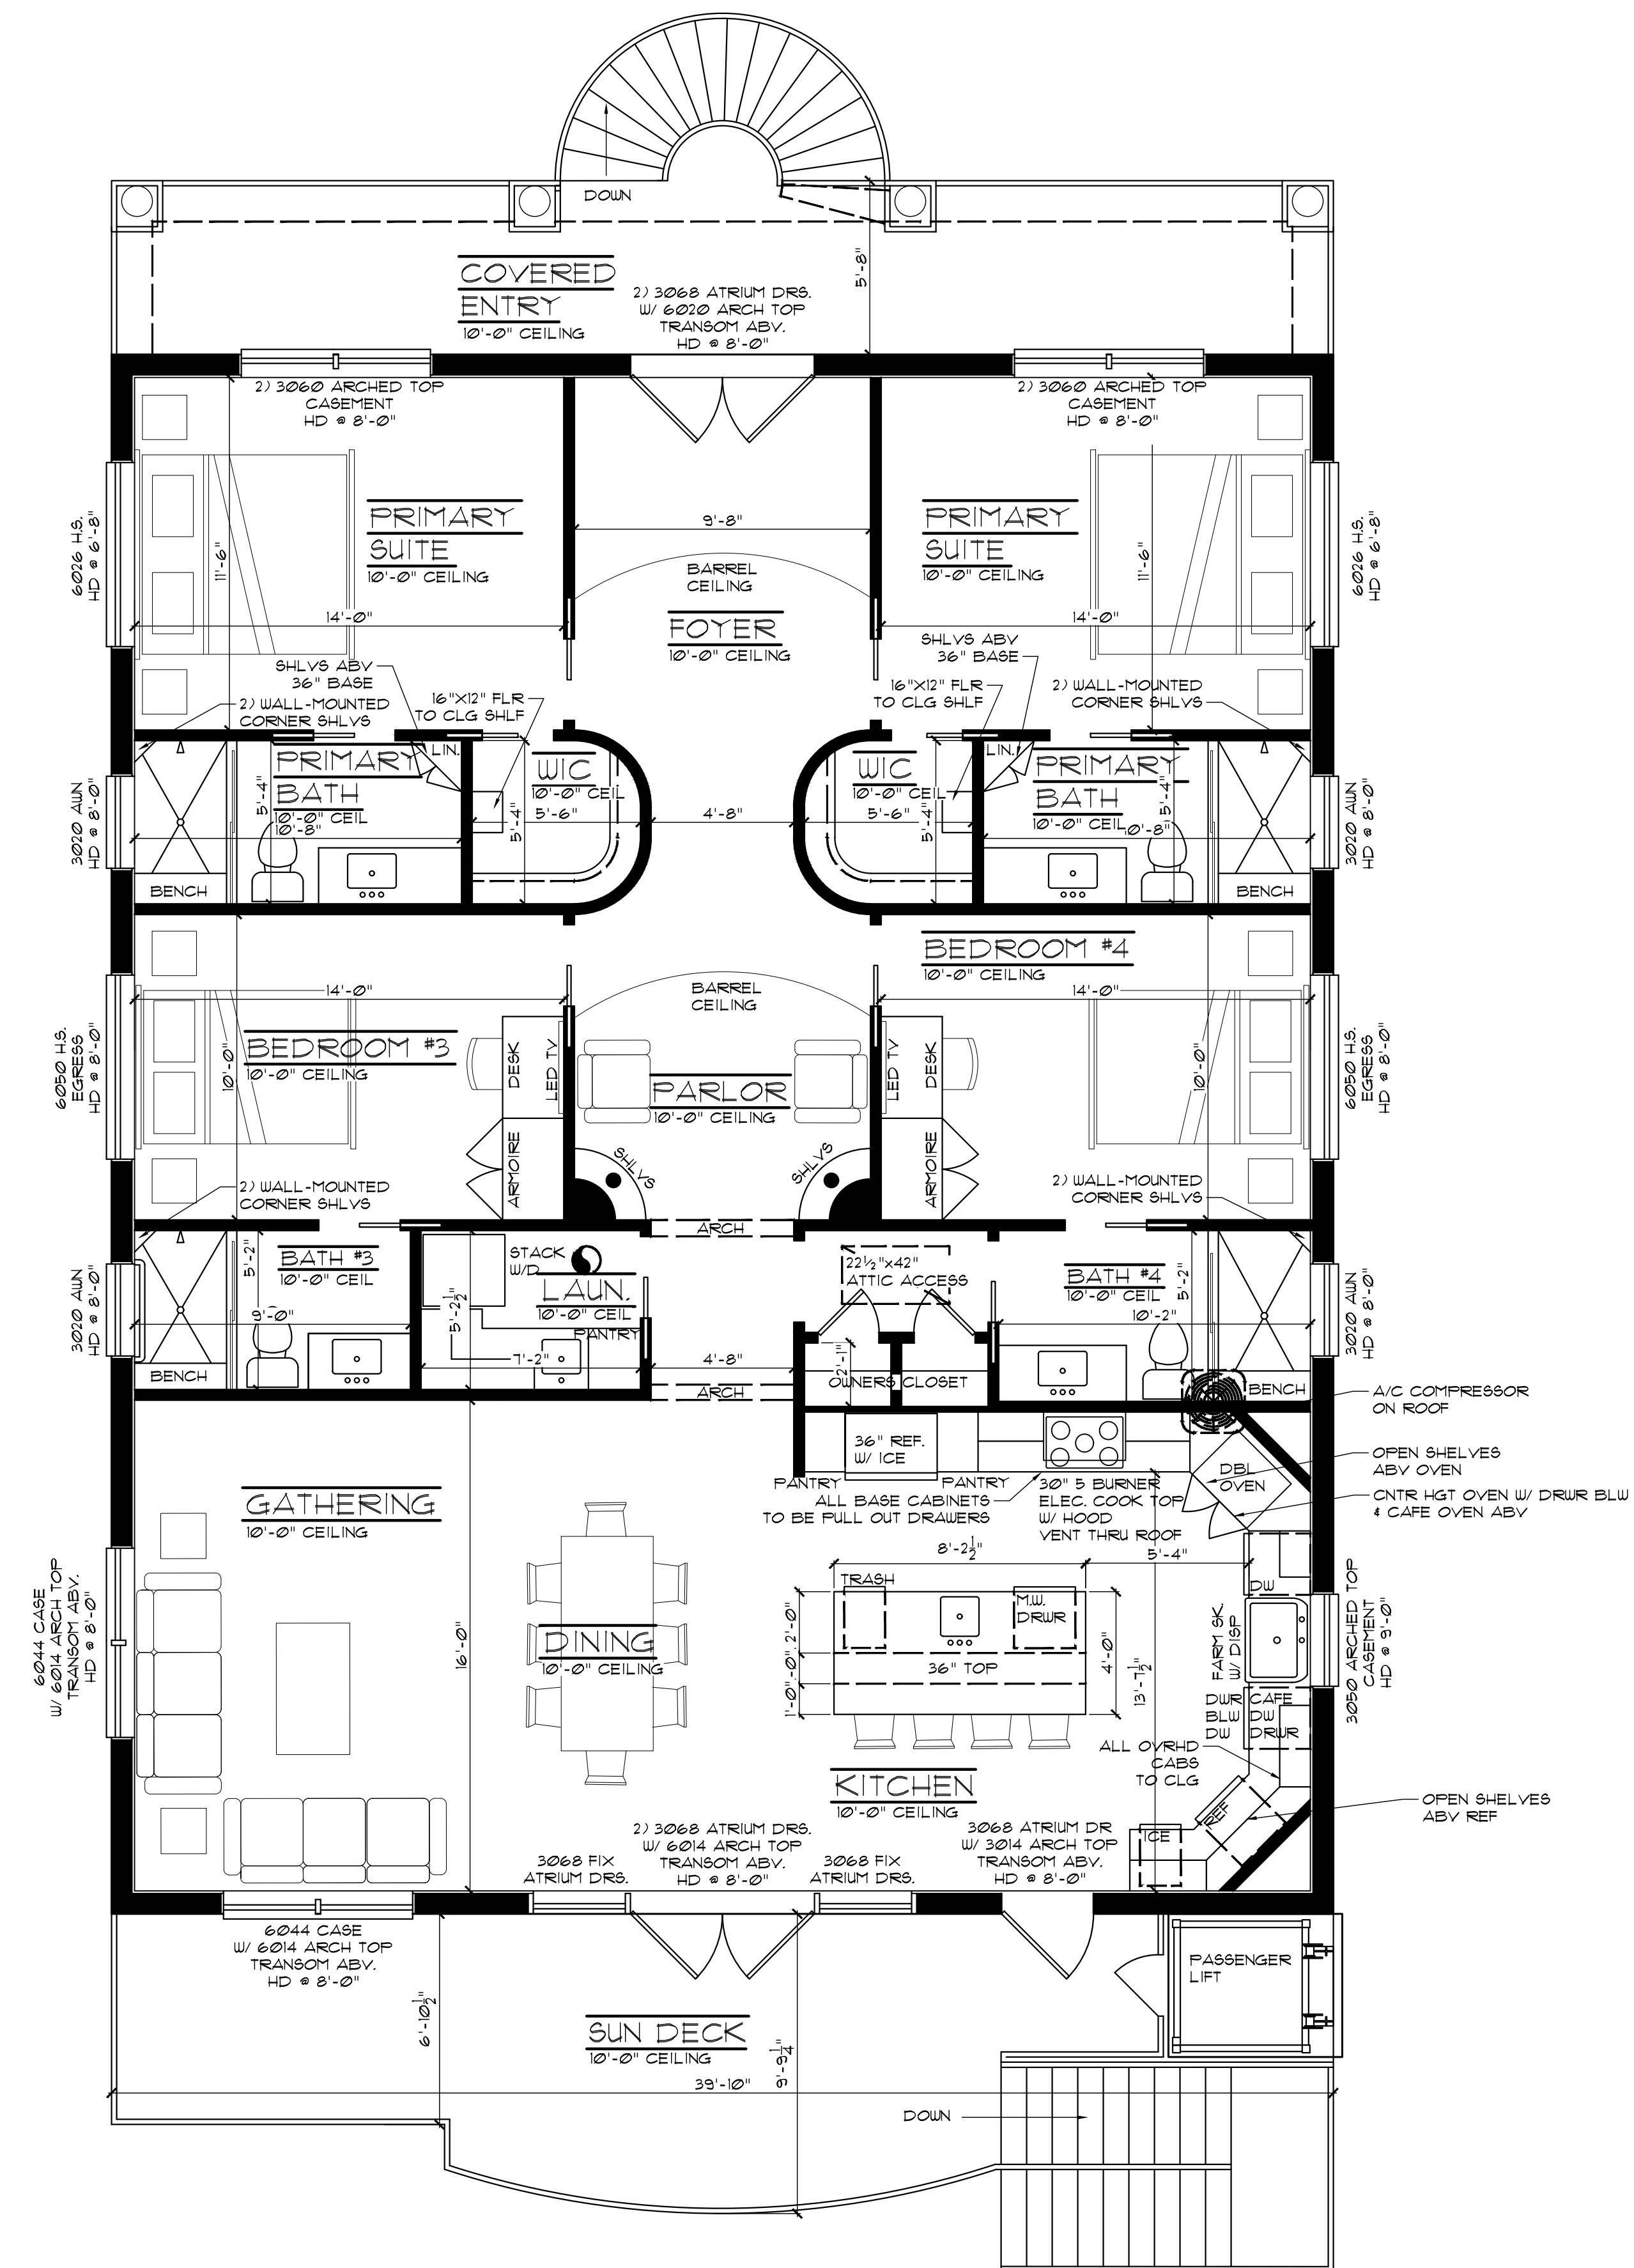 DOWN
5'-8"
COVERED
ENTRY
10'-0" CEILING
2) 3068 ATRIUM DRS.
W/ 6020 ARCH TOP
TRANSOM ABV.
HD @ 8'-0"
2) 3060 ARCHED TOP
CASEMENT
HD @ 8'-0"
2) 3060 ARCHED TOP
CASEMENT
HD @ 8'-0"
6026 H.S.
HD @ 6'-8"
PRIMARY
SUITE
10'-0" CEILING
11'-6"
14'-0"
9'-8"
BARREL
CEILING
FOYER
10'-0" CEILING
PRIMARY
SUITE
10'-0" CEILING
11'-6"
14'-0"
6026 H.S.
HD @ 6'-8"
SHLVS ABV
36" BASE
2) WALL-MOUNTED
CORNER SHLVS
16"X12" FLR
TO CLG SHLF
SHLVS ABV
36" BASE
16"X12" FLR
TO CLG SHLF
2) WALL-MOUNTED
CORNER SHLVS
3020 AWN
HD @ 8'-0"
PRIMARY
BATH
10'-0" CEIL
10'-8"
5'-4"
LIN.
BENCH
WIC
10'-0" CEIL
5'-6"
5'-4"
4'-8"
WIC
10'-0" CEIL
5'-6"
5'-4"
LIN.
PRIMARY
BATH
10'-0" CEIL
10'-8"
5'-4"
BENCH
3020 AWN
HD @ 8'-0"
6050 H.S.
EGRESS
HD @ 8'-0"
14'-0"
BEDROOM #3
10'-0" CEILING
10'-0"
DESK
LED TV
ARMOIRE
BARREL
CEILING
PARLOR
10'-0" CEILING
SHLVS
SHLVS
BEDROOM #4
10'-0" CEILING
14'-0"
10'-0"
LED TV
DESK
ARMOIRE
6050 H.S.
EGRESS
HD @ 8'-0"
2) WALL-MOUNTED
CORNER SHLVS
2) WALL-MOUNTED
CORNER SHLVS
ARCH
3020 AWN
HD @ 8'-0"
BATH #3
10'-0" CEIL
5'-2"
9'-0"
BENCH
STACK
W/D
LAUN.
10'-0" CEIL
PANTRY
5'-2½"
7'-2"
4'-8"
ARCH
22½"x42"
ATTIC ACCESS
2'-1"
OWNERS CLOSET
BATH #4
10'-0" CEIL
5'-2"
10'-2"
BENCH
3020 AWN
HD @ 8'-0"
A/C COMPRESSOR
ON ROOF
36" REF.
W/ ICE
PANTRY
PANTRY
ALL BASE CABINETS
TO BE PULL OUT DRAWERS
30" 5 BURNER
ELEC. COOK TOP
W/ HOOD
VENT THRU ROOF
DBL
OVEN
OPEN SHELVES
ABV OVEN
CNTR HGT OVEN W/ DRWR BLW
& CAFE OVEN ABV
GATHERING
10'-0" CEILING
6044 CASE
W/ 6014 ARCH TOP
TRANSOM ABV.
HD @ 8'-0"
16'-0"
DINING
10'-0" CEILING
8'-2½"
5'-4"
TRASH
M.W.
DRWR
36" TOP
2'-0"
1'-0"
1'-0"
4'-0"
13'-7½"
DW
FARM SK.
W/ DISP
DWR CAFE
BLW DW
DW DRWR
3050 ARCHED TOP
CASEMENT
HD @ 9'-0"
ALL OVRHD
CABS
TO CLG
KITCHEN
10'-0" CEILING
REF
ICE
OPEN SHELVES
ABV REF
3068 FIX
ATRIUM DRS.
2) 3068 ATRIUM DRS.
W/ 6014 ARCH TOP
TRANSOM ABV.
HD @ 8'-0"
3068 FIX
ATRIUM DRS.
3068 ATRIUM DR
W/ 3014 ARCH TOP
TRANSOM ABV.
HD @ 8'-0"
6044 CASE
W/ 6014 ARCH TOP
TRANSOM ABV.
HD @ 8'-0"
PASSENGER
LIFT
6'-10½"
SUN DECK
10'-0" CEILING
9'-9¼"
39'-10"
DOWN